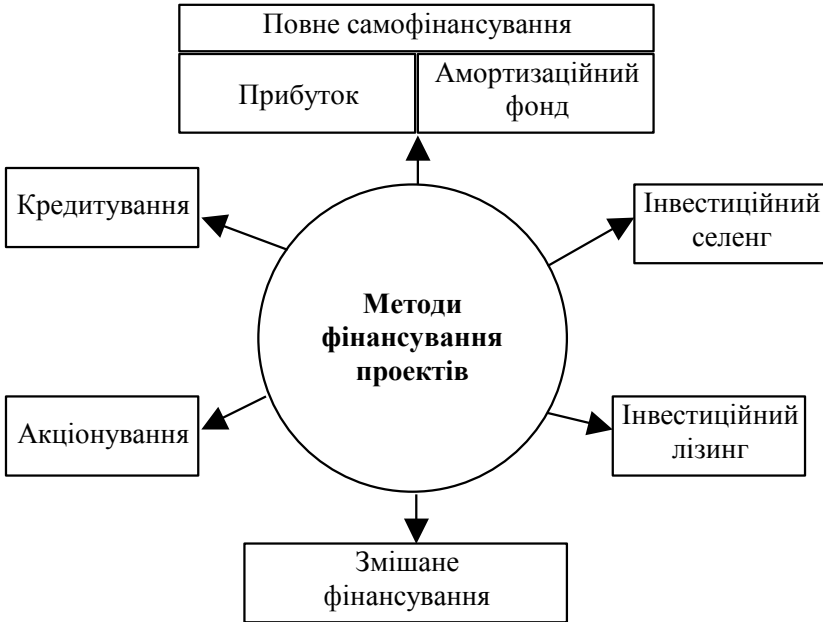 Повне самофінансування
Прибуток
Амортизаційний
фонд
Кредитування
Інвестиційний
селенг
Методи
фінансування
проектів
Акціонування
Інвестиційний
лізинг
Змішане
фінансування